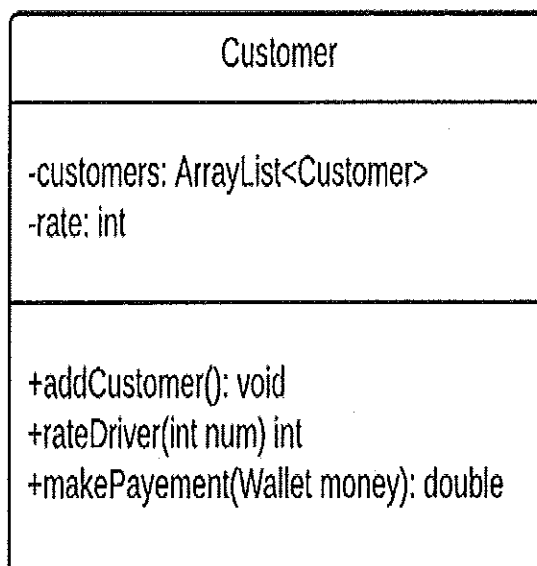 Customer
-customers: ArrayList<Customer>
-rate: int
+addCustomer(): void
+rateDriver(int num) int
+makePayement(Wallet money): double